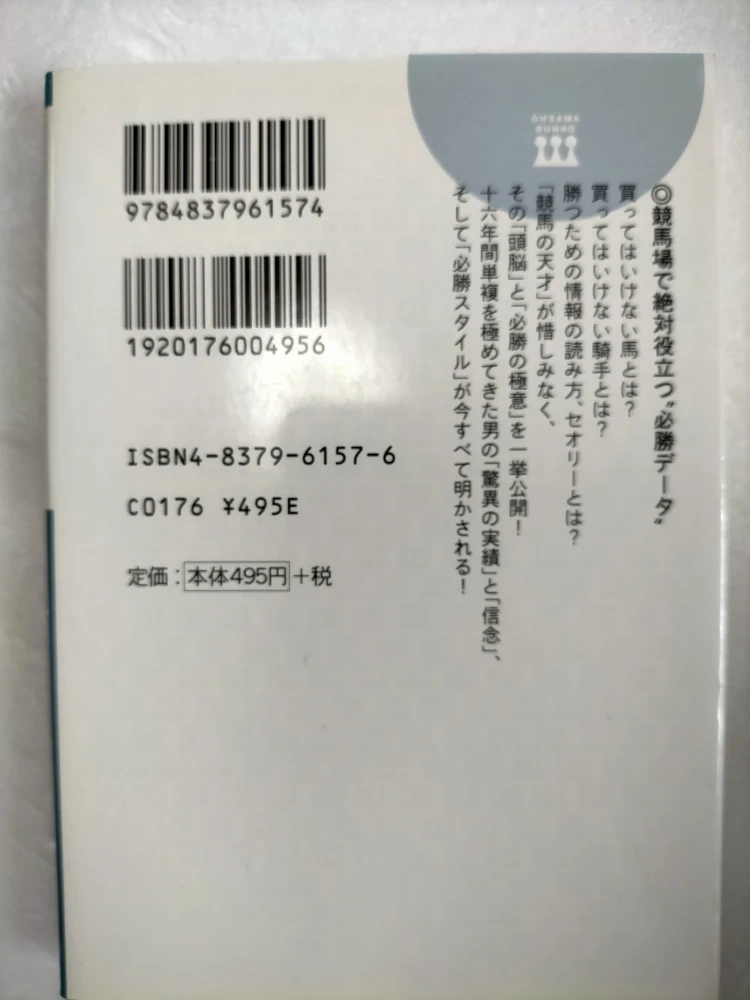 ◎競馬場で絶対役立つ"必勝データ"
買ってはいけない馬とは？
買ってはいけない騎手とは？
勝つための情報の読み方、セオリーとは？
「競馬の天才」が惜しみなく、
その「頭脳」と「必勝の極意」を一挙公開！
十六年間単複を極めてきた男の「驚異の実績」と「信念」、
そして「必勝スタイル」が今すべて明かされる！
9784837961574
1920176004956
ISBN4-8379-6157-6
C0176 ¥495E
定価：本体495円＋税